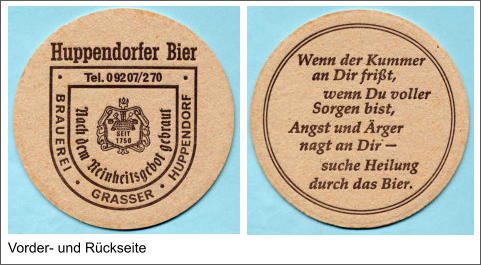 Huppendorfer Bier
· Tel. 09207/270 ·
BRAUEREI · GRASSER · HUPPENDORF
Nach dem Reinheitsgebot gebraut
SEIT
1750
Wenn der Kummer
an Dir frißt,
wenn Du voller
Sorgen bist,
Angst und Ärger
nagt an Dir –
suche Heilung
durch das Bier.
Vorder- und Rückseite